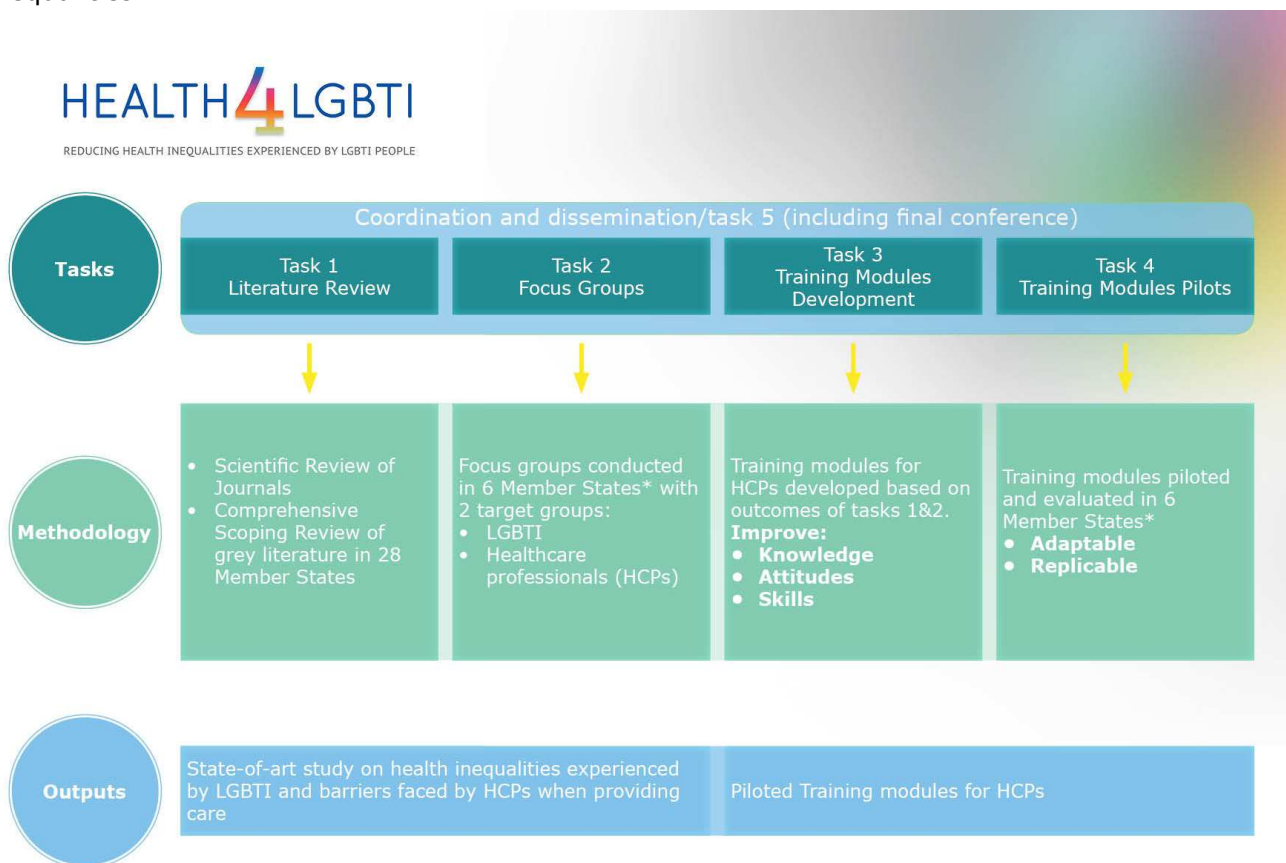 HEALTH4LGBTI
REDUCING HEALTH INEQUALITIES EXPERIENCED BY LGBTI PEOPLE
Tasks
Coordination and dissemination/task 5 (including final conference)
Task 1
Literature Review
Task 2
Focus Groups
Task 3
Training Modules
Development
Task 4
Training Modules Pilots
Methodology
• Scientific Review of
Journals
• Comprehensive
Scoping Review of
grey literature in 28
Member States
Focus groups conducted
in 6 Member States* with
2 target groups:
• LGBTI
• Healthcare
professionals (HCPs)
Training modules for
HCPs developed based on
outcomes of tasks 1&2.
Improve:
• Knowledge
• Attitudes
• Skills
Training modules piloted
and evaluated in 6
Member States*
• Adaptable
• Replicable
Outputs
State-of-art study on health inequalities experienced
by LGBTI and barriers faced by HCPs when providing
care
Piloted Training modules for HCPs